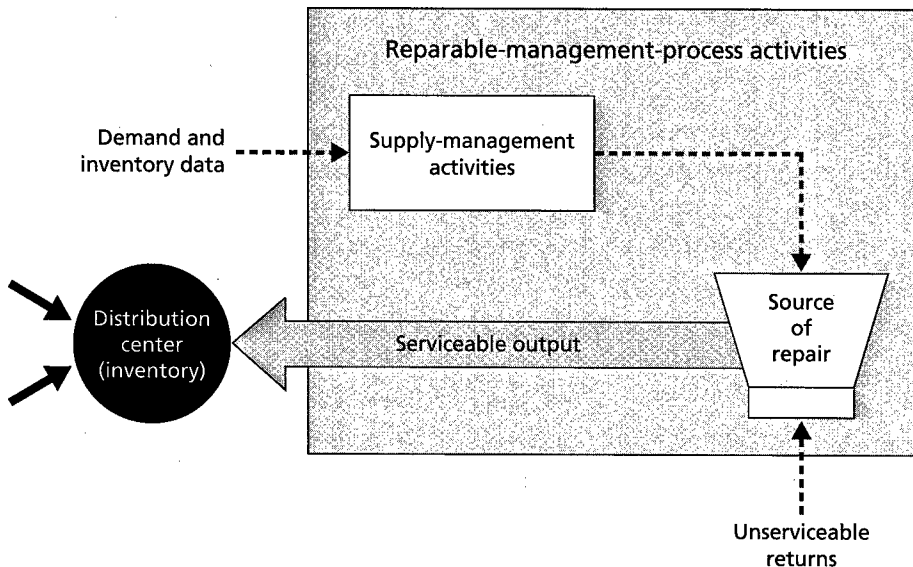 Reparable-management-process activities
Demand and
inventory data
Supply-management
activities
Distribution
center
(inventory)
Serviceable output
Source
of
repair
Unserviceable
returns